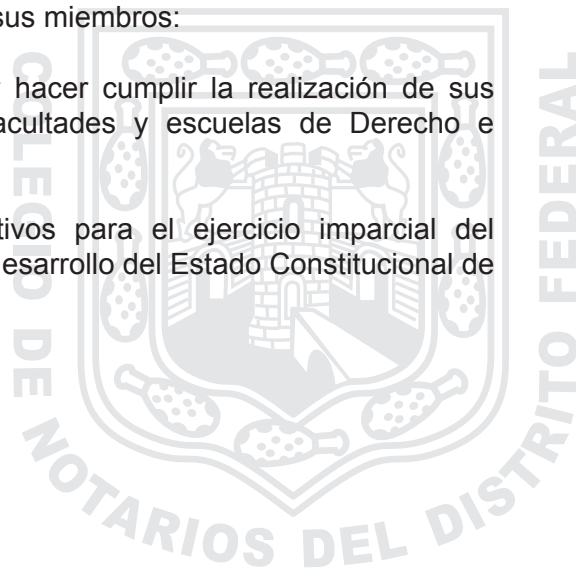 sus miembros:
hacer cumplir la realización de sus
acultades y escuelas de Derecho e
tivos para el ejercicio imparcial del
esarrollo del Estado Constitucional de
COLEGIO DE NOTARIOS DEL DISTRITO FEDERAL